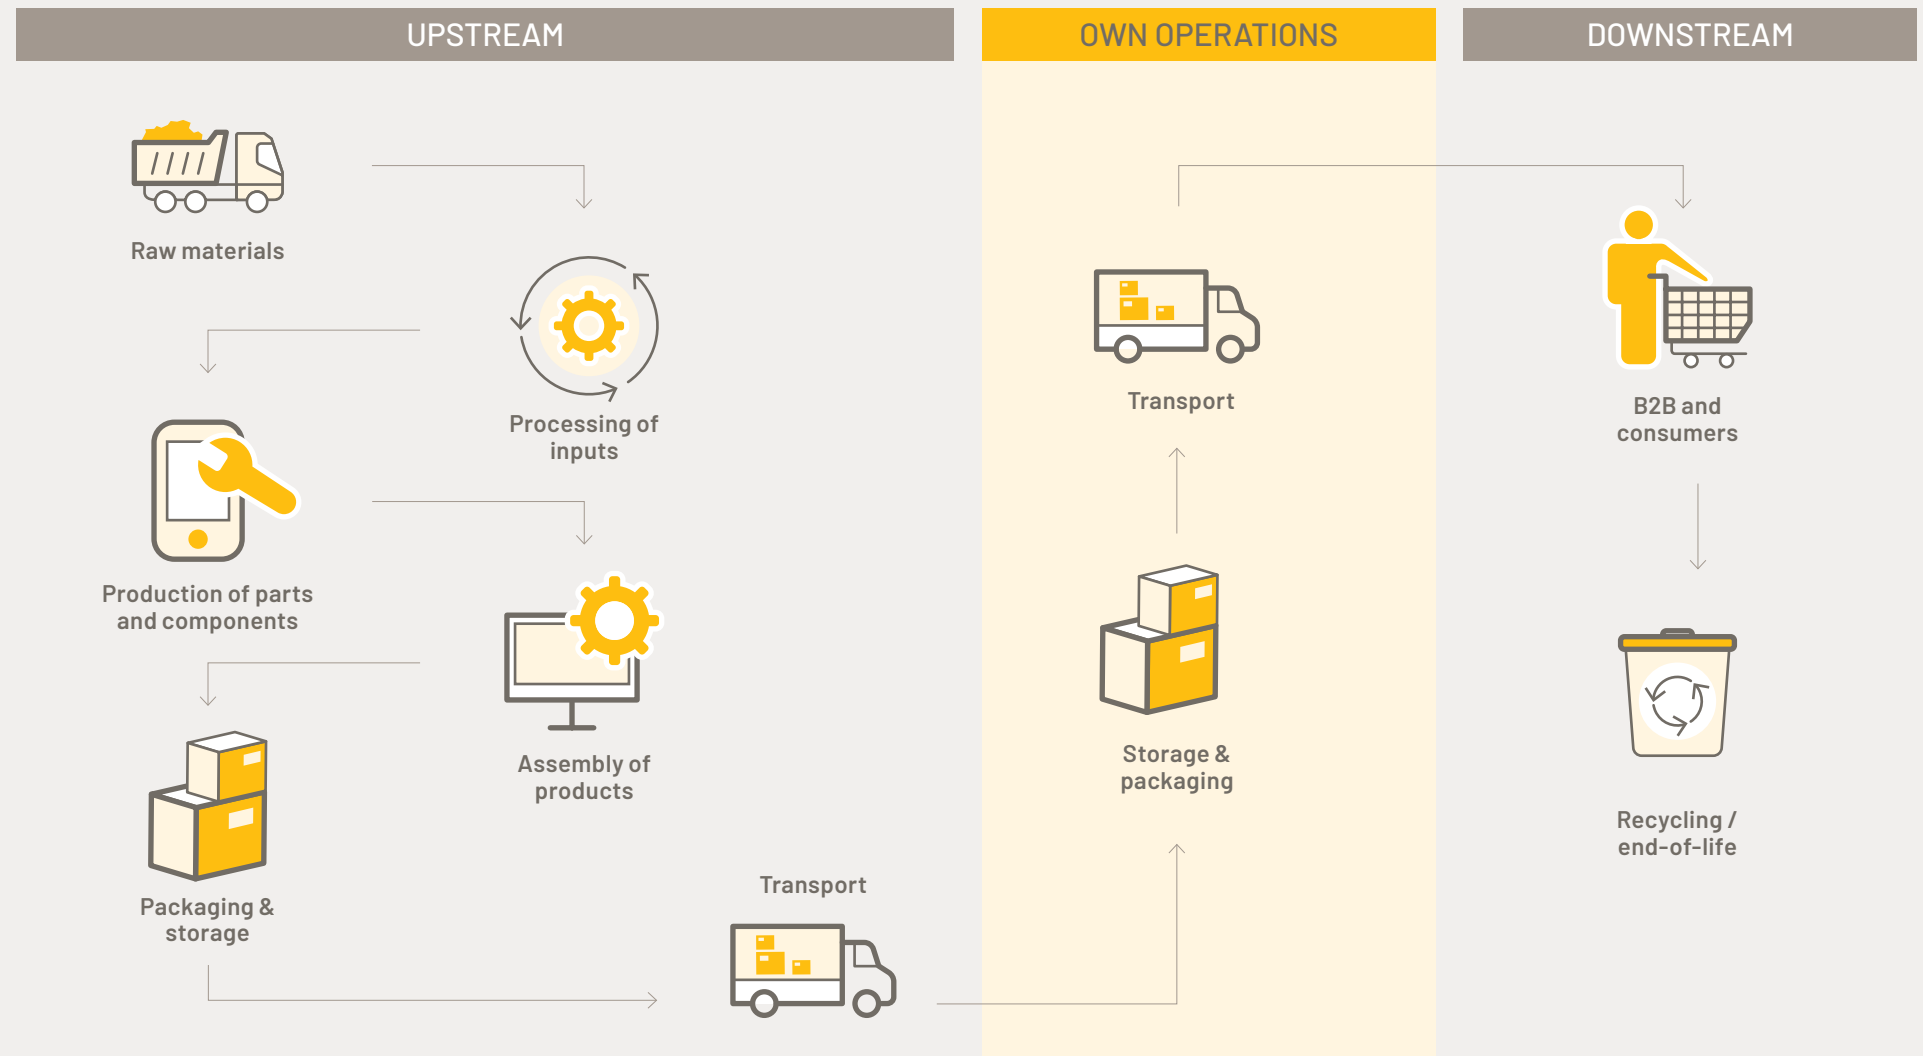 UPSTREAM
OWN OPERATIONS
DOWNSTREAM
Raw materials
Processing of
inputs
Production of parts
and components
Assembly of
products
Packaging &
storage
Transport
Storage &
packaging
Transport
B2B and
consumers
Recycling /
end-of-life